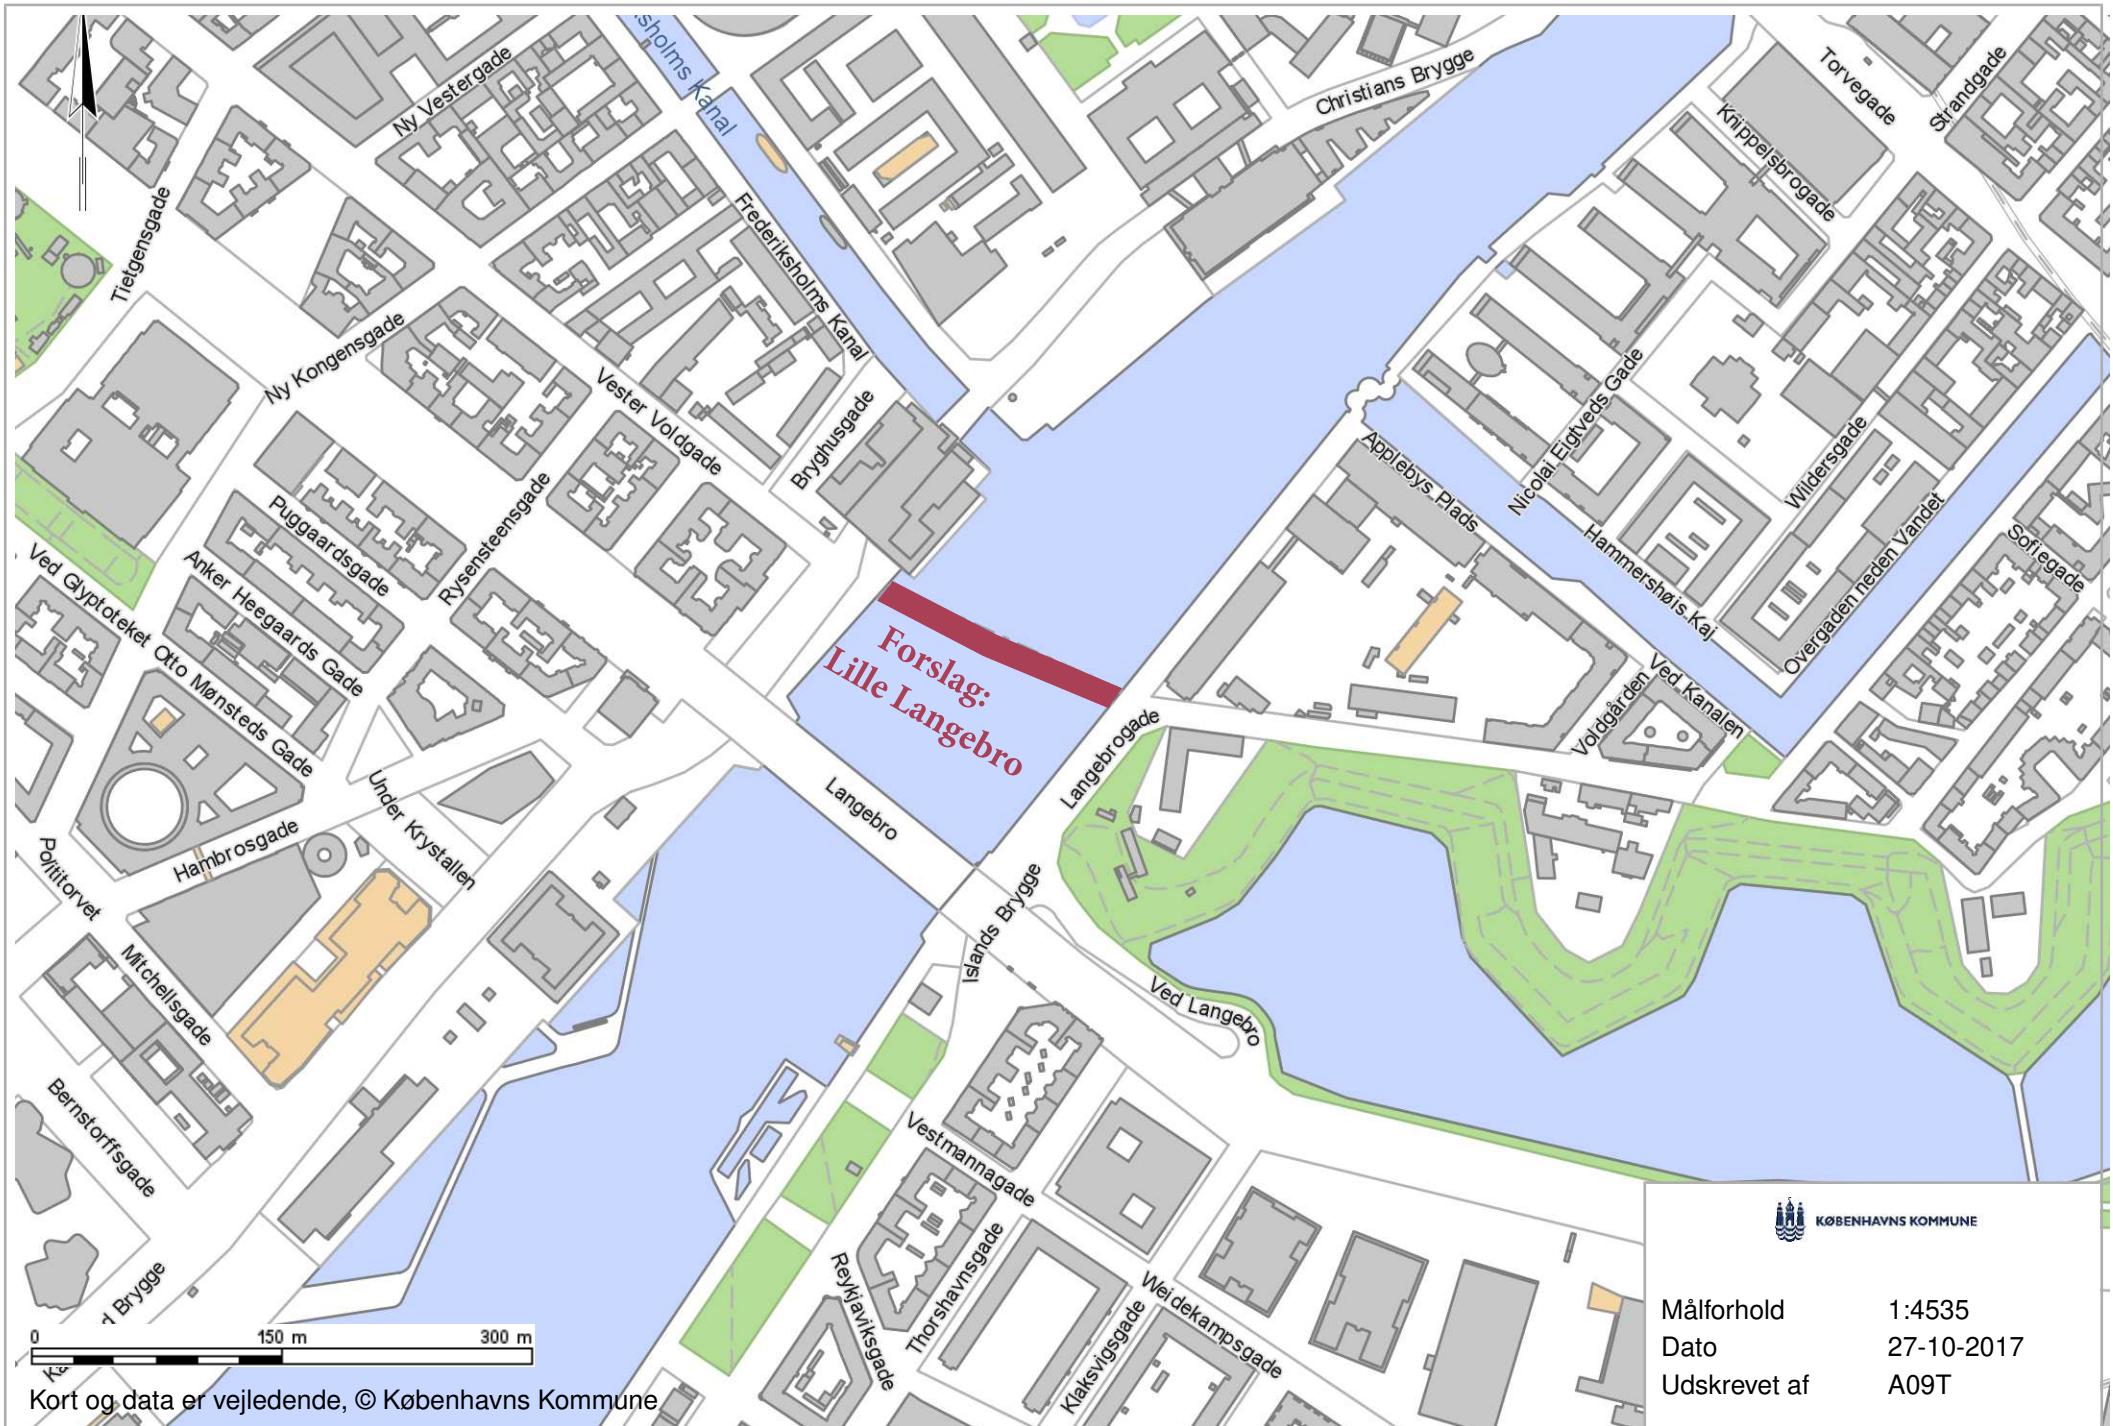 sholms Kanal
Ny Vestergade
Christians Brygge
Torvegade
Strandgade
Knippelsbrogade
Tietgensgade
Frederiksholms Kanal
Ny Kongensgade
Vester Voldgade
Bryghusgade
Nicolai Eigtveds Gade
Applebys Plads
Wildersgade
Hammershøis Kaj
Overgaden neden Vandet
Sofiegade
Puggaardsgade
Rysensteensgade
Anker Heegaards Gade
Ved Glyptoteket
Otto Mønsteds Gade
Forslag:
Lille Langebro
Ved Kanalen
Voldgården
Langebrogade
Langebro
Under Krystallen
Hambrosgade
Polititorvet
Islands Brygge
Mitchellsgade
Ved Langebro
Bernstorffsgade
Vestmannagade
Thorshavnsgade
Reykjaviksgade
Weidekampsgade
Klaksvigsgade
d Brygge
Ka
0 150 m 300 m
Kort og data er vejledende, © Københavns Kommune
KØBENHAVNS KOMMUNE
Målforhold 1:4535
Dato 27-10-2017
Udskrevet af A09T